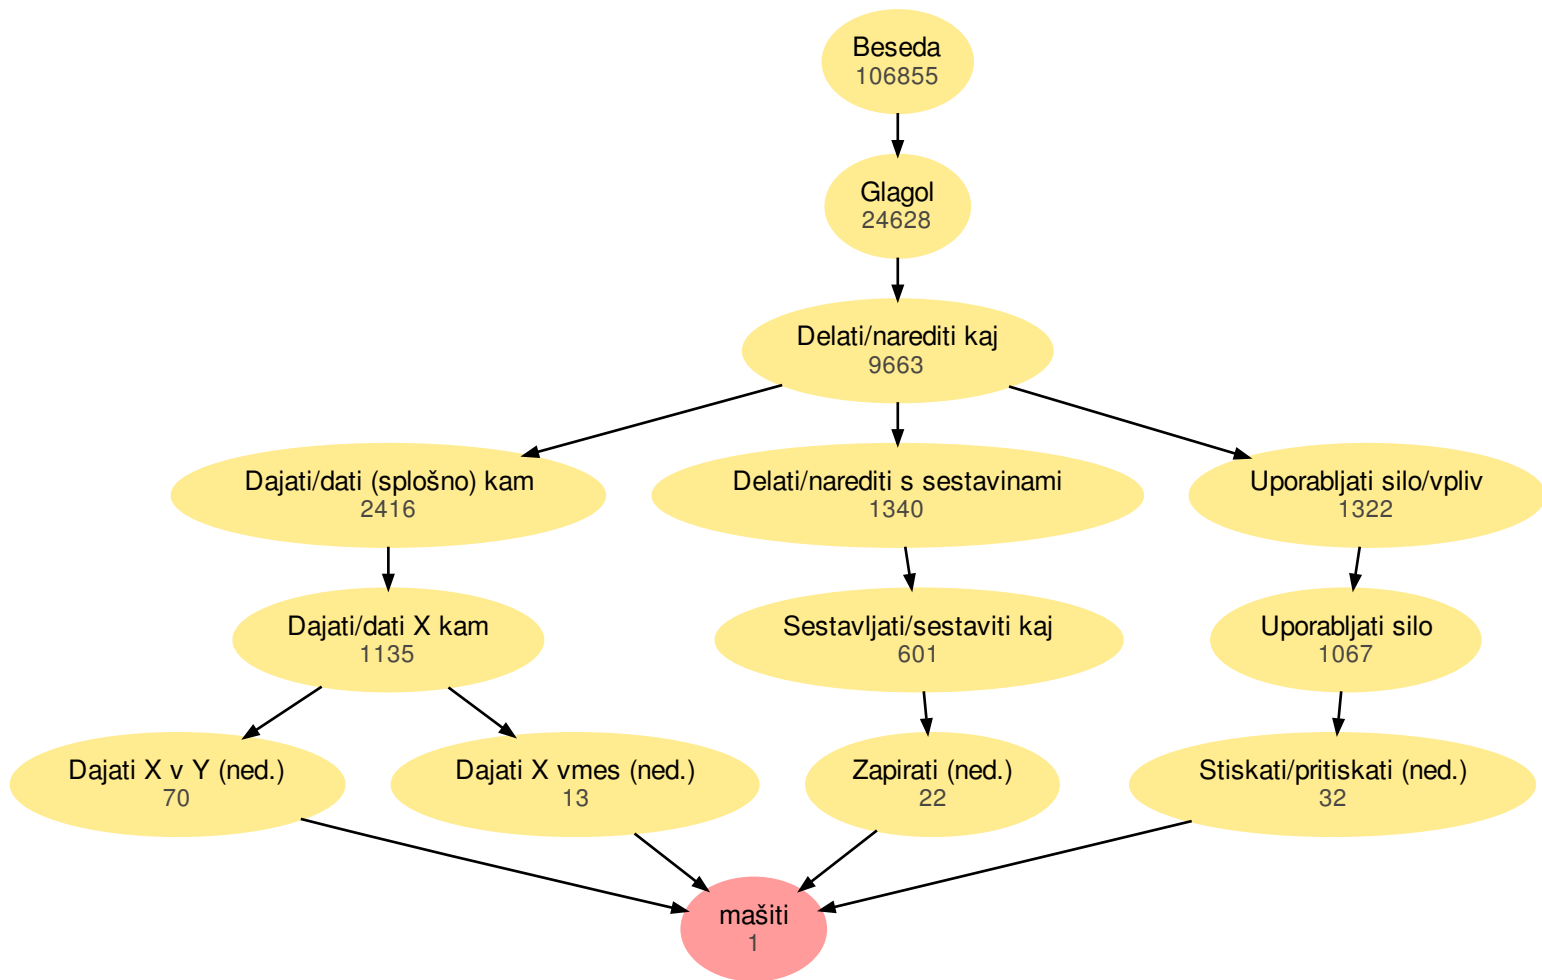 Beseda
106855
Glagol
24628
Delati/narediti kaj
9663
Dajati/dati (splošno) kam
2416
Delati/narediti s sestavinami
1340
Uporabljati silo/vpliv
1322
Dajati/dati X kam
1135
Sestavljati/sestaviti kaj
601
Uporabljati silo
1067
Dajati X v Y (ned.)
70
Dajati X vmes (ned.)
13
Zapirati (ned.)
22
Stiskati/pritiskati (ned.)
32
mašiti
1